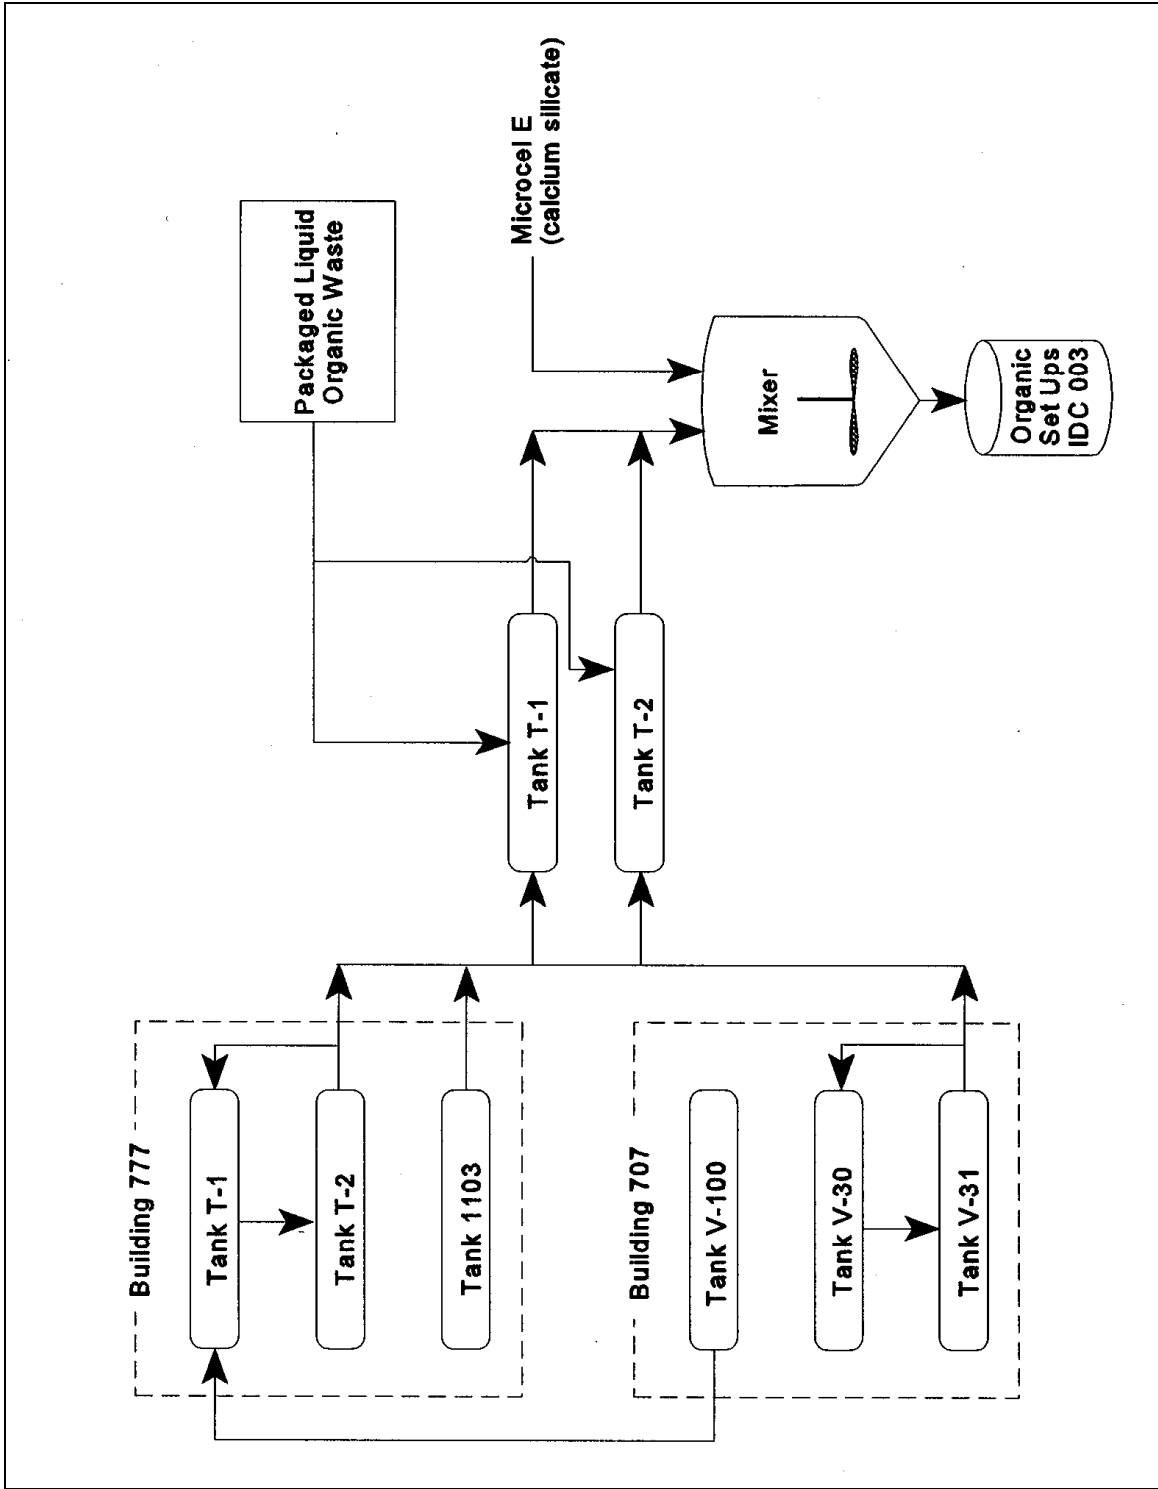 Building 777
Tank T-1
Tank T-2
Tank 1103
Building 707
Tank V-100
Tank V-30
Tank V-31
Tank T-1
Tank T-2
Packaged Liquid
Organic Waste
Microcel E
(calcium silicate)
Mixer
Organic
Set Ups
IDC 003